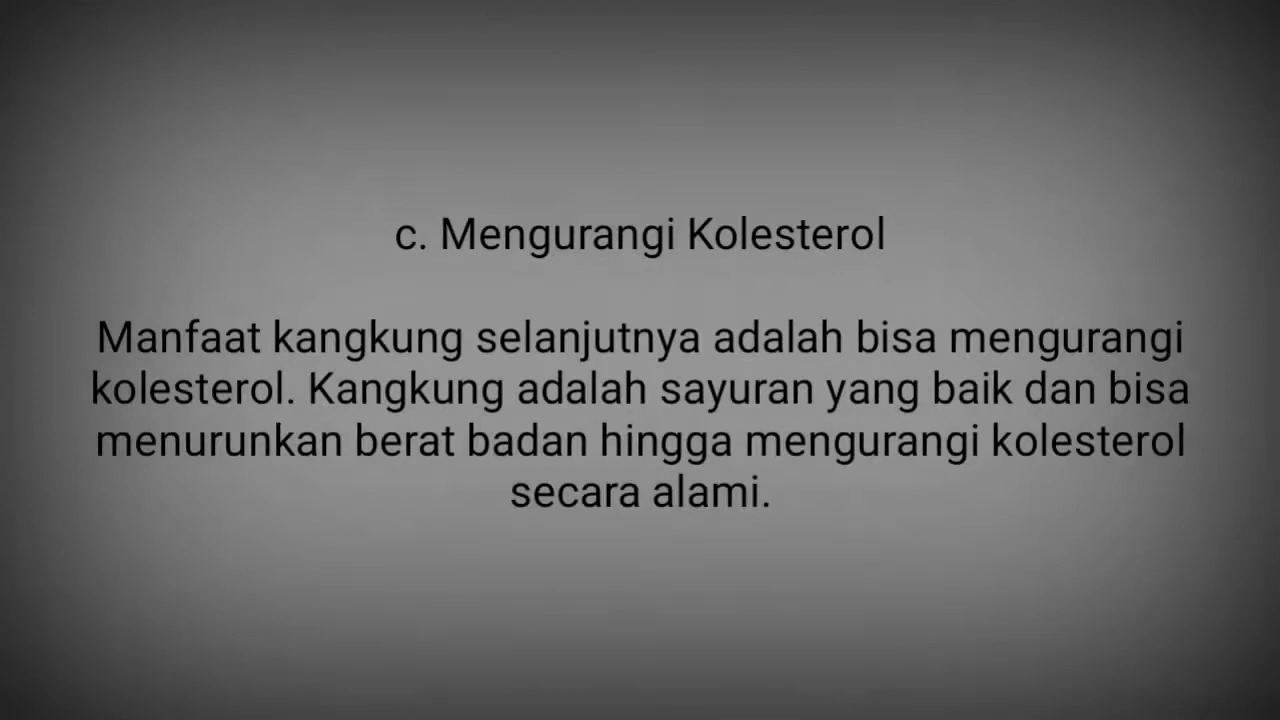 c. Mengurangi Kolesterol
Manfaat kangkung selanjutnya adalah bisa mengurangi
kolesterol. Kangkung adalah sayuran yang baik dan bisa
menurunkan berat badan hingga mengurangi kolesterol
secara alami.